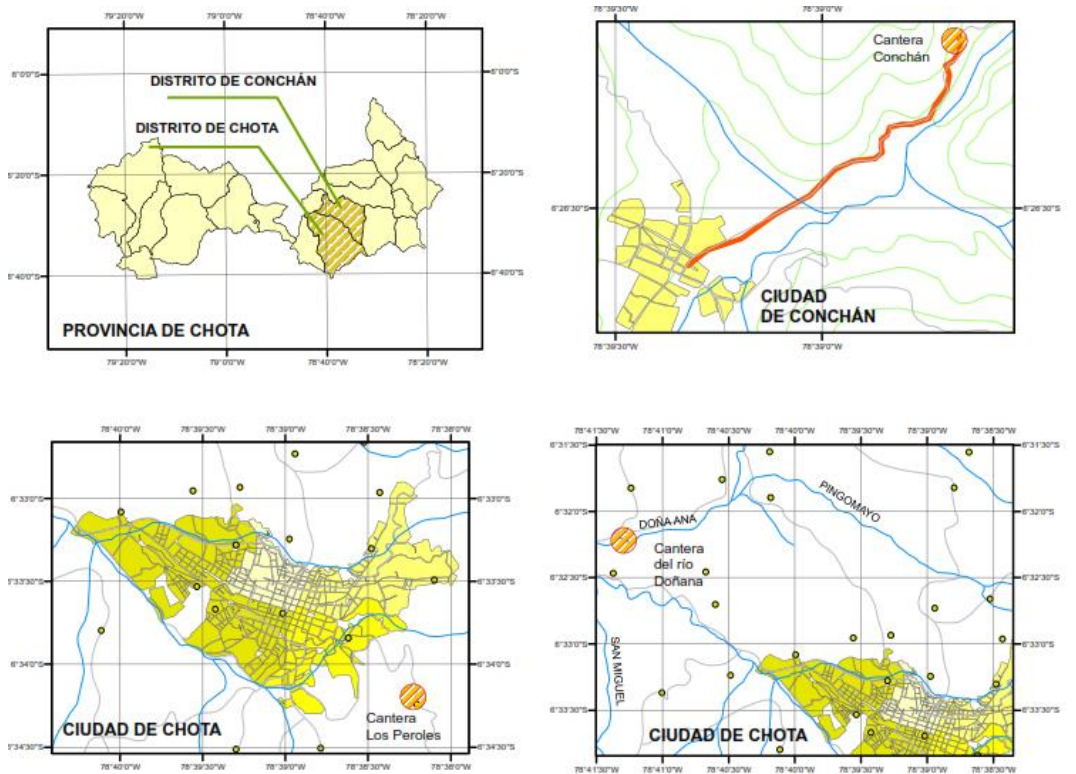 79°20'0"W 79°0'0"W 78°40'0"W 78°20'0"W
6°0'0"S 6°0'0"S
DISTRITO DE CONCHÁN
DISTRITO DE CHOTA
6°20'0"S 6°20'0"S
6°40'0"S 6°40'0"S
PROVINCIA DE CHOTA
79°20'0"W 79°0'0"W 78°40'0"W 78°20'0"W
78°39'30"W 78°39'0"W
Cantera
Conchán
6°26'30"S 6°26'30"S
CIUDAD
DE CONCHÁN
78°39'30"W 78°39'0"W
78°40'0"W 78°39'30"W 78°39'0"W 78°38'30"W 78°38'0"W
6°33'0"S 6°33'0"S
6°33'30"S 6°33'30"S
6°34'0"S 6°34'0"S
Cantera
Los Peroles
CIUDAD DE CHOTA
6°34'30"S 6°34'30"S
78°40'0"W 78°39'30"W 78°39'0"W 78°38'30"W 78°38'0"W
78°41'30"W 78°41'0"W 78°40'30"W 78°40'0"W 78°39'30"W 78°39'0"W 78°38'30"W
6°31'30"S 6°31'30"S
PINGOMAYO
6°32'0"S 6°32'0"S
DOÑA ANA
Cantera
del río
Doñana
6°32'30"S 6°32'30"S
6°33'0"S 6°33'0"S
SAN MIGUEL
6°33'30"S 6°33'30"S
CIUDAD DE CHOTA
78°41'30"W 78°41'0"W 78°40'30"W 78°40'0"W 78°39'30"W 78°39'0"W 78°38'30"W